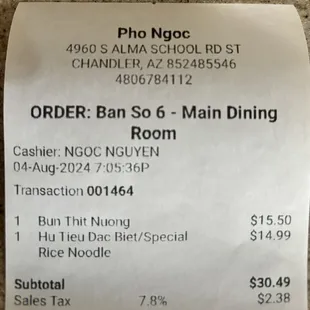 Pho Ngoc
4960 S ALMA SCHOOL RD ST
CHANDLER, AZ 852485546
4806784112
ORDER: Ban So 6 - Main Dining
Room
Cashier: NGOC NGUYEN
04-Aug-2024 7:05:36P
Transaction 001464
1 Bun Thit Nuong $15.50
1 Hu Tieu Dac Biet/Special $14.99
Rice Noodle
Subtotal $30.49
Sales Tax 7.8% $2.38